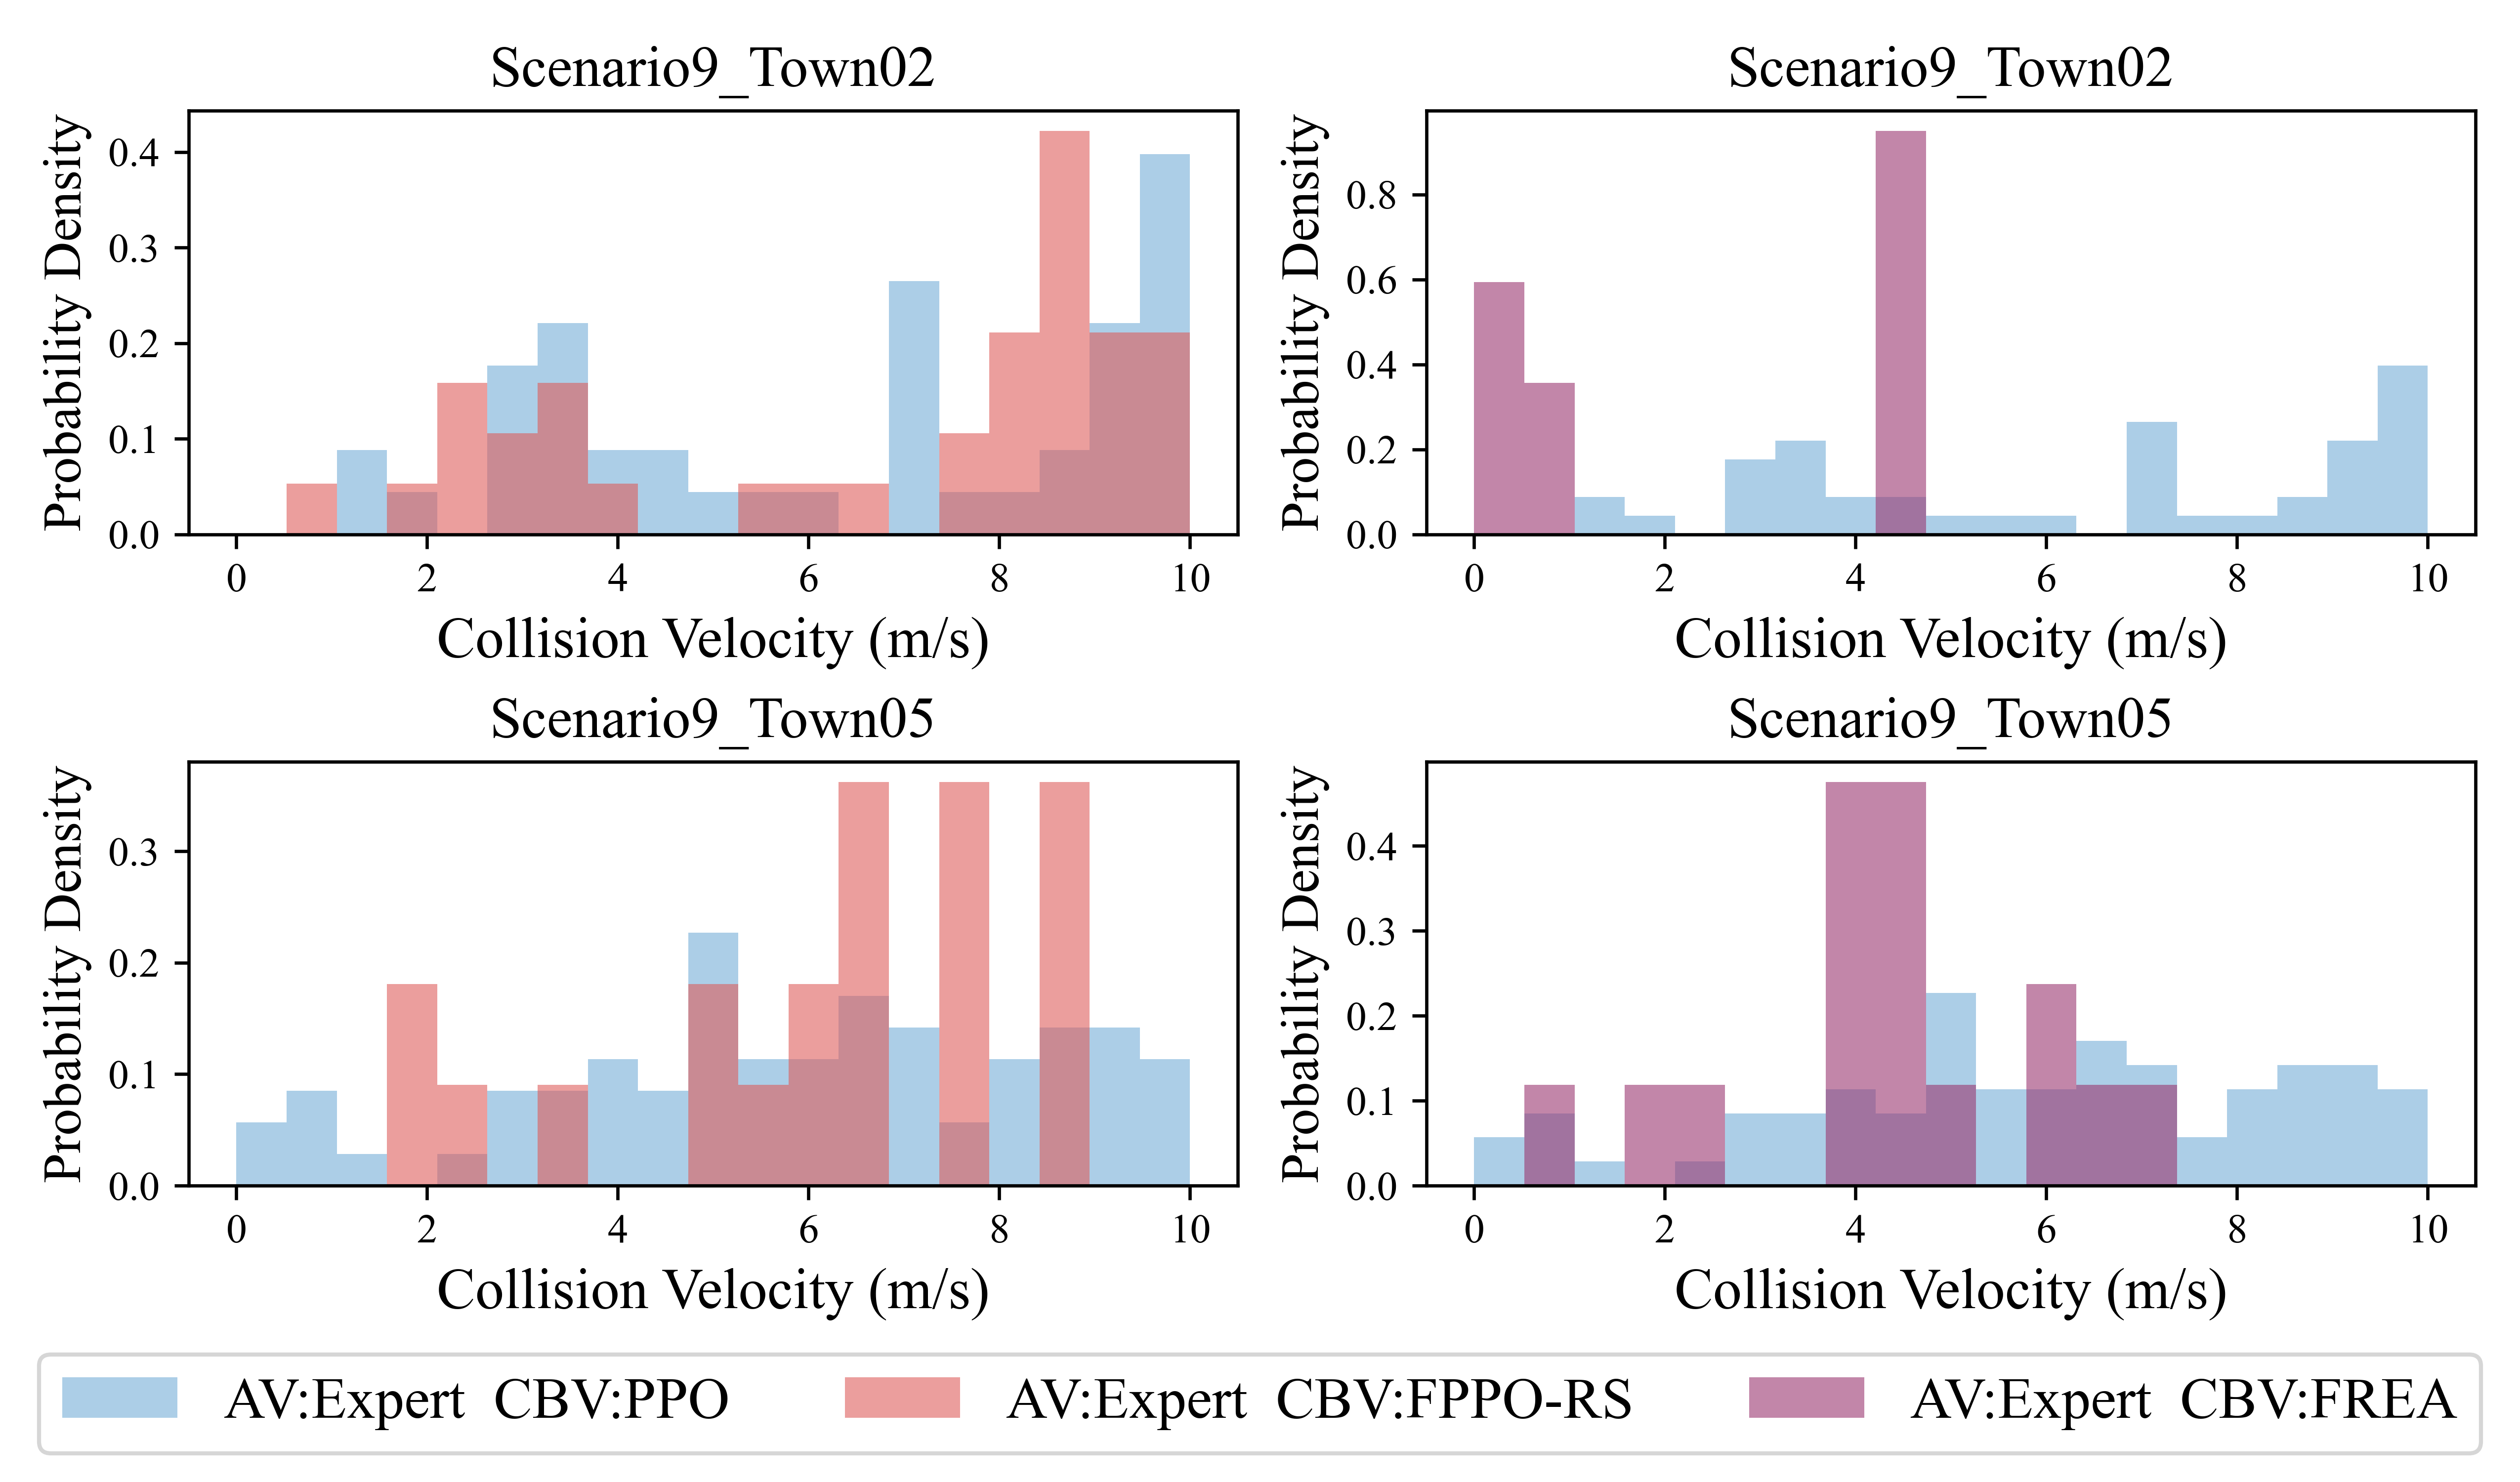 Scenario9_Town02
Probability Density
0.4
0.3
0.2
0.1
0.0
0 2 4 6 8 10
Collision Velocity (m/s)
Scenario9_Town02
Probability Density
0.8
0.6
0.4
0.2
0.0
0 2 4 6 8 10
Collision Velocity (m/s)
Scenario9_Town05
Probability Density
0.3
0.2
0.1
0.0
0 2 4 6 8 10
Collision Velocity (m/s)
Scenario9_Town05
Probability Density
0.4
0.3
0.2
0.1
0.0
0 2 4 6 8 10
Collision Velocity (m/s)
AV:Expert CBV:PPO
AV:Expert CBV:FPPO-RS
AV:Expert CBV:FREA